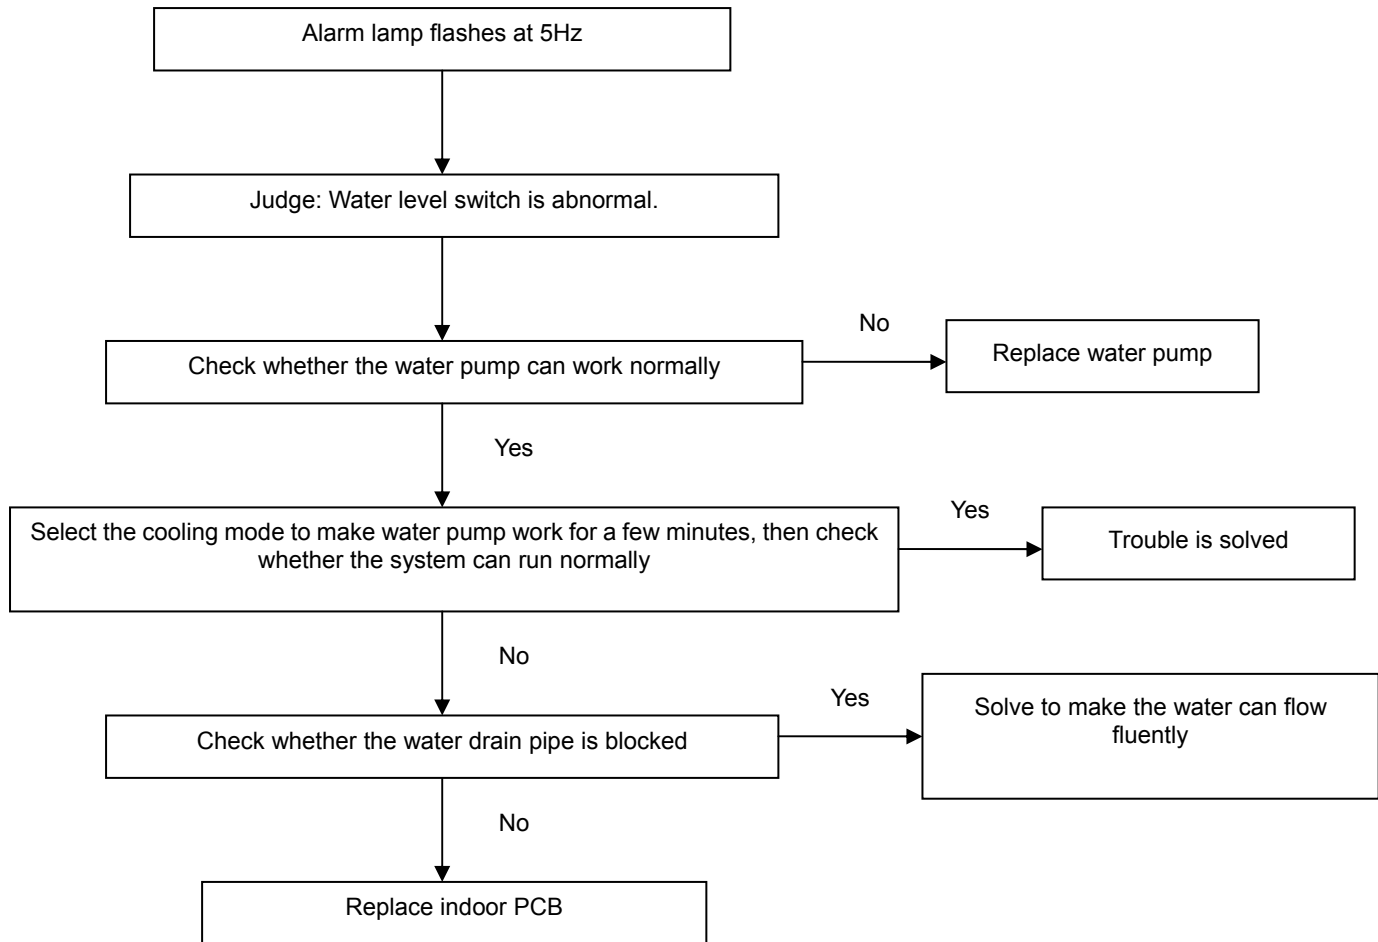 Alarm lamp flashes at 5Hz
Judge: Water level switch is abnormal.
No
Check whether the water pump can work normally
Replace water pump
Yes
Select the cooling mode to make water pump work for a few minutes, then check
whether the system can run normally
Yes
Trouble is solved
No
Check whether the water drain pipe is blocked
Yes
Solve to make the water can flow
fluently
No
Replace indoor PCB